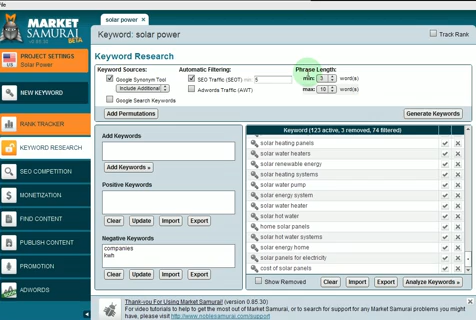 File
MARKET
SAMURAI
BETA
solar power ×
Keyword: solar power
Track Rank
PROJECT SETTINGS
Solar Power
NEW KEYWORD
RANK TRACKER
KEYWORD RESEARCH
SEO COMPETITION
MONETIZATION
FIND CONTENT
PUBLISH CONTENT
PROMOTION
ADWORDS
Keyword Research
Keyword Sources:
Google Synonym Tool
Include Additional
Google Search Keywords
Automatic Filtering:
SEO Traffic (SEOT) min 5
Adwords Traffic (AWT)
Phrase Length:
min: 3 word(s)
max: 10 word(s)
Add Permutations
Generate Keywords
Add Keywords
Add Keywords »
Positive Keywords
Clear Update Import Export
Negative Keywords
companies
kwh
Clear Update Import Export
Keyword (123 active, 3 removed, 74 filtered)
solar heating panels
solar water heaters
solar renewable energy
solar heating systems
solar water pump
solar energy system
solar water heater
solar hot water
home solar panels
solar hot water systems
solar energy home
solar panels for electricity
cost of solar panels
Show Removed Clear Import Export Analyze Keywords »
Thank-you For Using Market Samurai! (version 0.85.30)
For video tutorials to help get the most out of Market Samurai, or to search for support for any Market Samurai problems you might
have, please visit http://www.noblesamurai.com/support